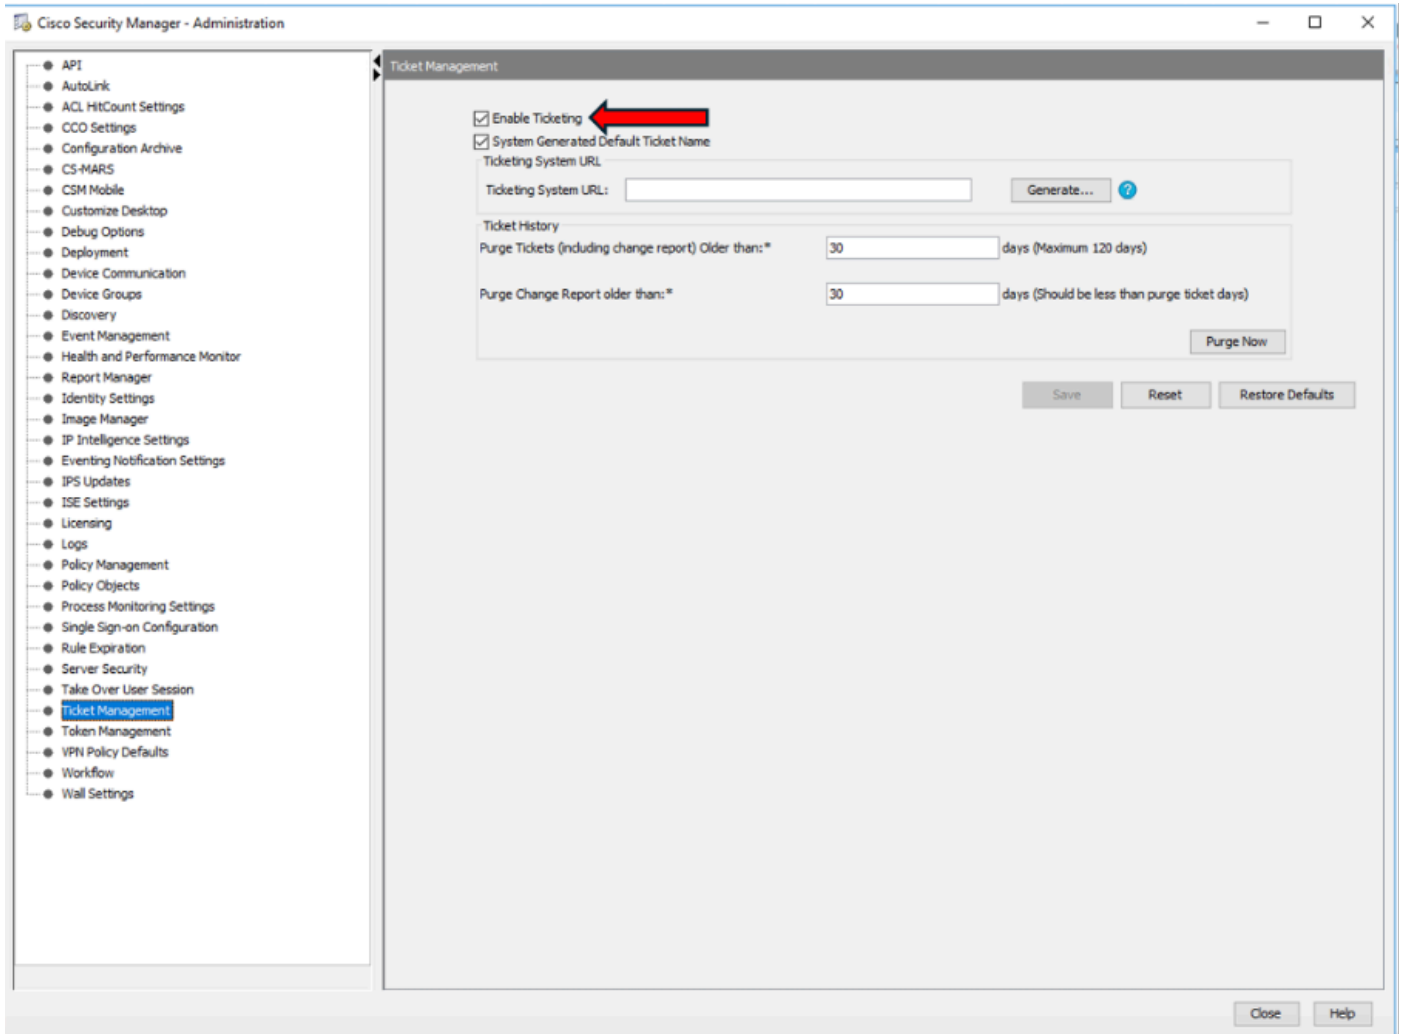 Cisco Security Manager - Administration
API
AutoLink
ACL HitCount Settings
CCO Settings
Configuration Archive
CS-MARS
CSM Mobile
Customize Desktop
Debug Options
Deployment
Device Communication
Device Groups
Discovery
Event Management
Health and Performance Monitor
Report Manager
Identity Settings
Image Manager
IP Intelligence Settings
Eventing Notification Settings
IPS Updates
ISE Settings
Licensing
Logs
Policy Management
Policy Objects
Process Monitoring Settings
Single Sign-on Configuration
Rule Expiration
Server Security
Take Over User Session
Ticket Management
Token Management
VPN Policy Defaults
Workflow
Wall Settings
Ticket Management
Enable Ticketing
System Generated Default Ticket Name
Ticketing System URL
Ticketing System URL: Generate... ?
Ticket History
Purge Tickets (including change report) Older than:* 30 days (Maximum 120 days)
Purge Change Report older than:* 30 days (Should be less than purge ticket days)
Purge Now
Save Reset Restore Defaults
Close Help